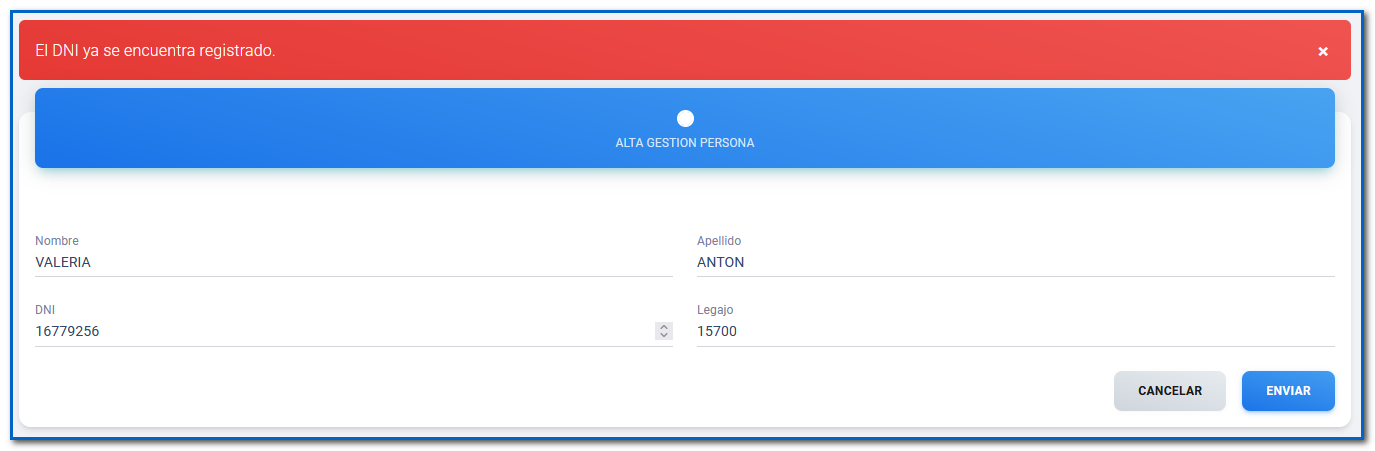 El DNI ya se encuentra registrado. ×
ALTA GESTION PERSONA
Nombre Apellido
VALERIA ANTON
DNI Legajo
16779256 15700
CANCELAR ENVIAR